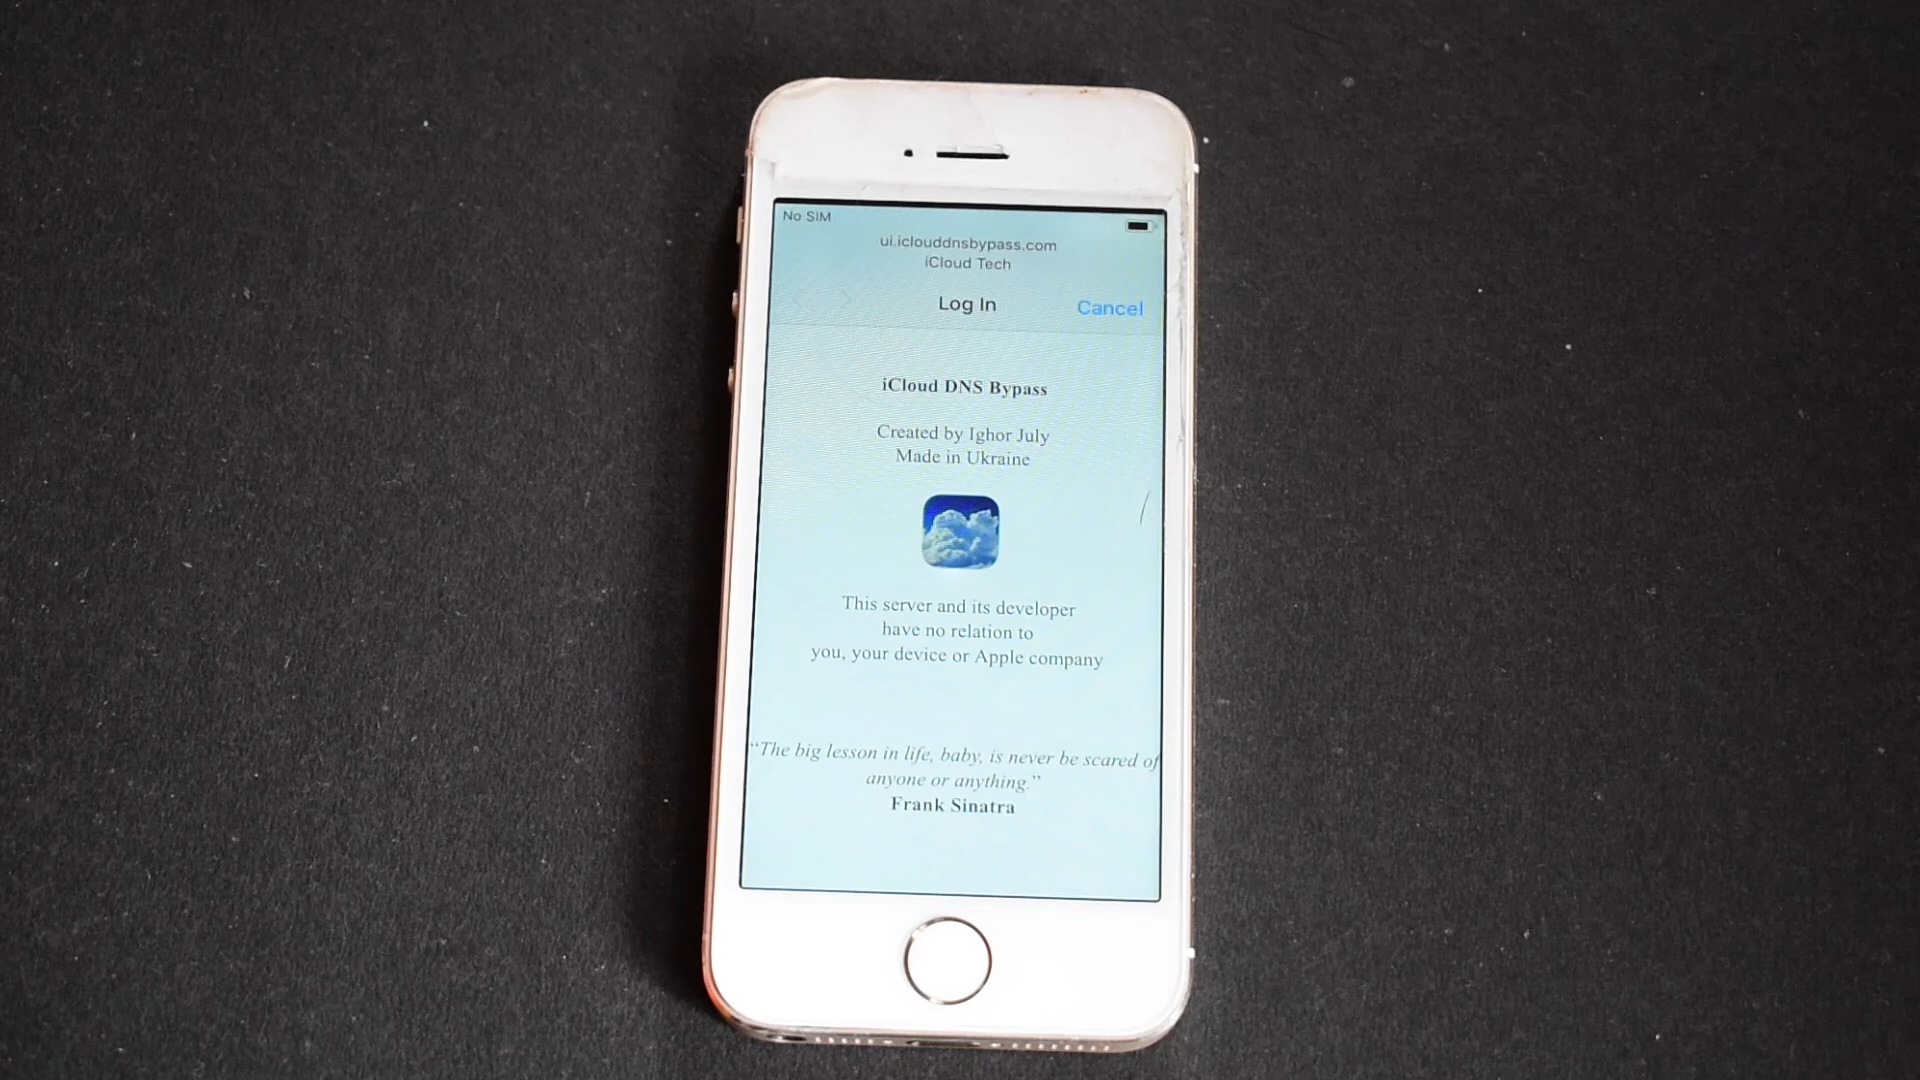 No SIM
ui.iclouddnsbypass.com
iCloud Tech
Log In
Cancel
iCloud DNS Bypass
Created by Ighor July
Made in Ukraine
This server and its developer
have no relation to
you, your device or Apple company
“The big lesson in life, baby, is never be scared of
anyone or anything.”
Frank Sinatra